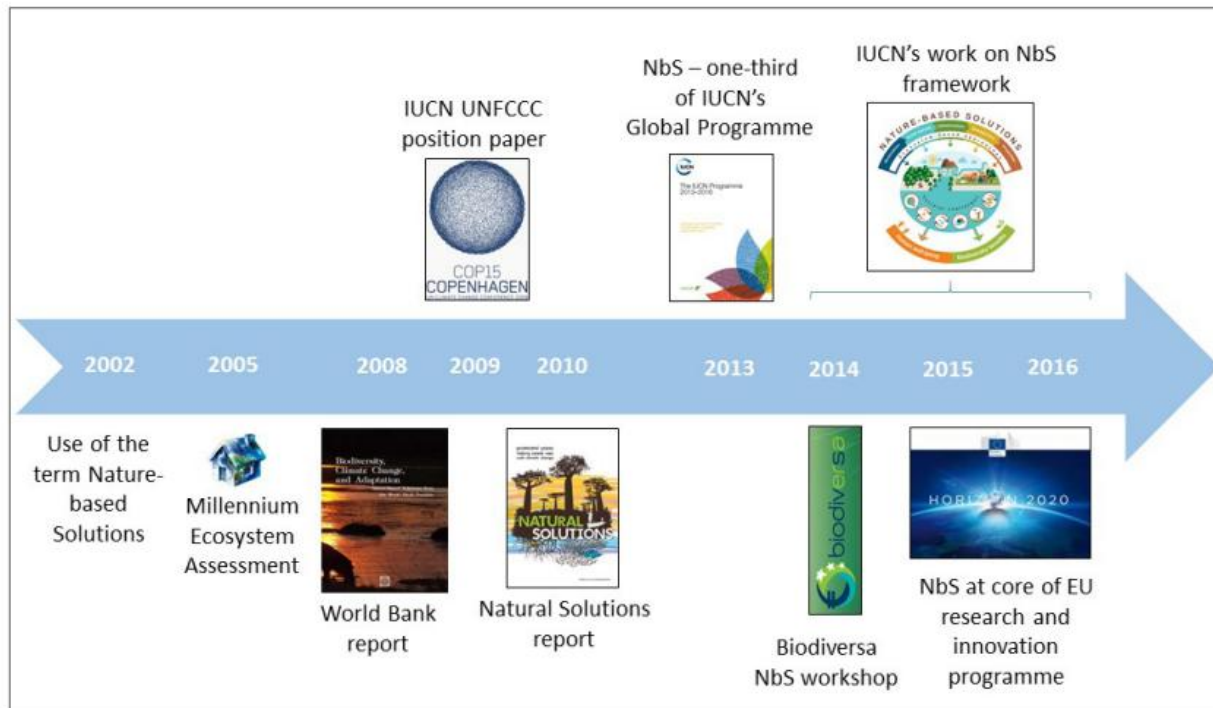 IUCN UNFCCC
position paper
COP15
COPENHAGEN
NbS – one-third
of IUCN's
Global Programme
IUCN
The IUCN Programme
2013–2016
IUCN's work on NbS
framework
NATURE-BASED SOLUTIONS
2002
2005
2008
2009
2010
2013
2014
2015
2016
Use of the
term Nature-
based
Solutions
Millennium
Ecosystem
Assessment
Biodiversity,
Climate Change,
and Adaptation
World Bank
report
NATURAL
SOLUTIONS
Natural Solutions
report
biodiversa
Biodiversa
NbS workshop
HORIZON 2020
NbS at core of EU
research and
innovation
programme